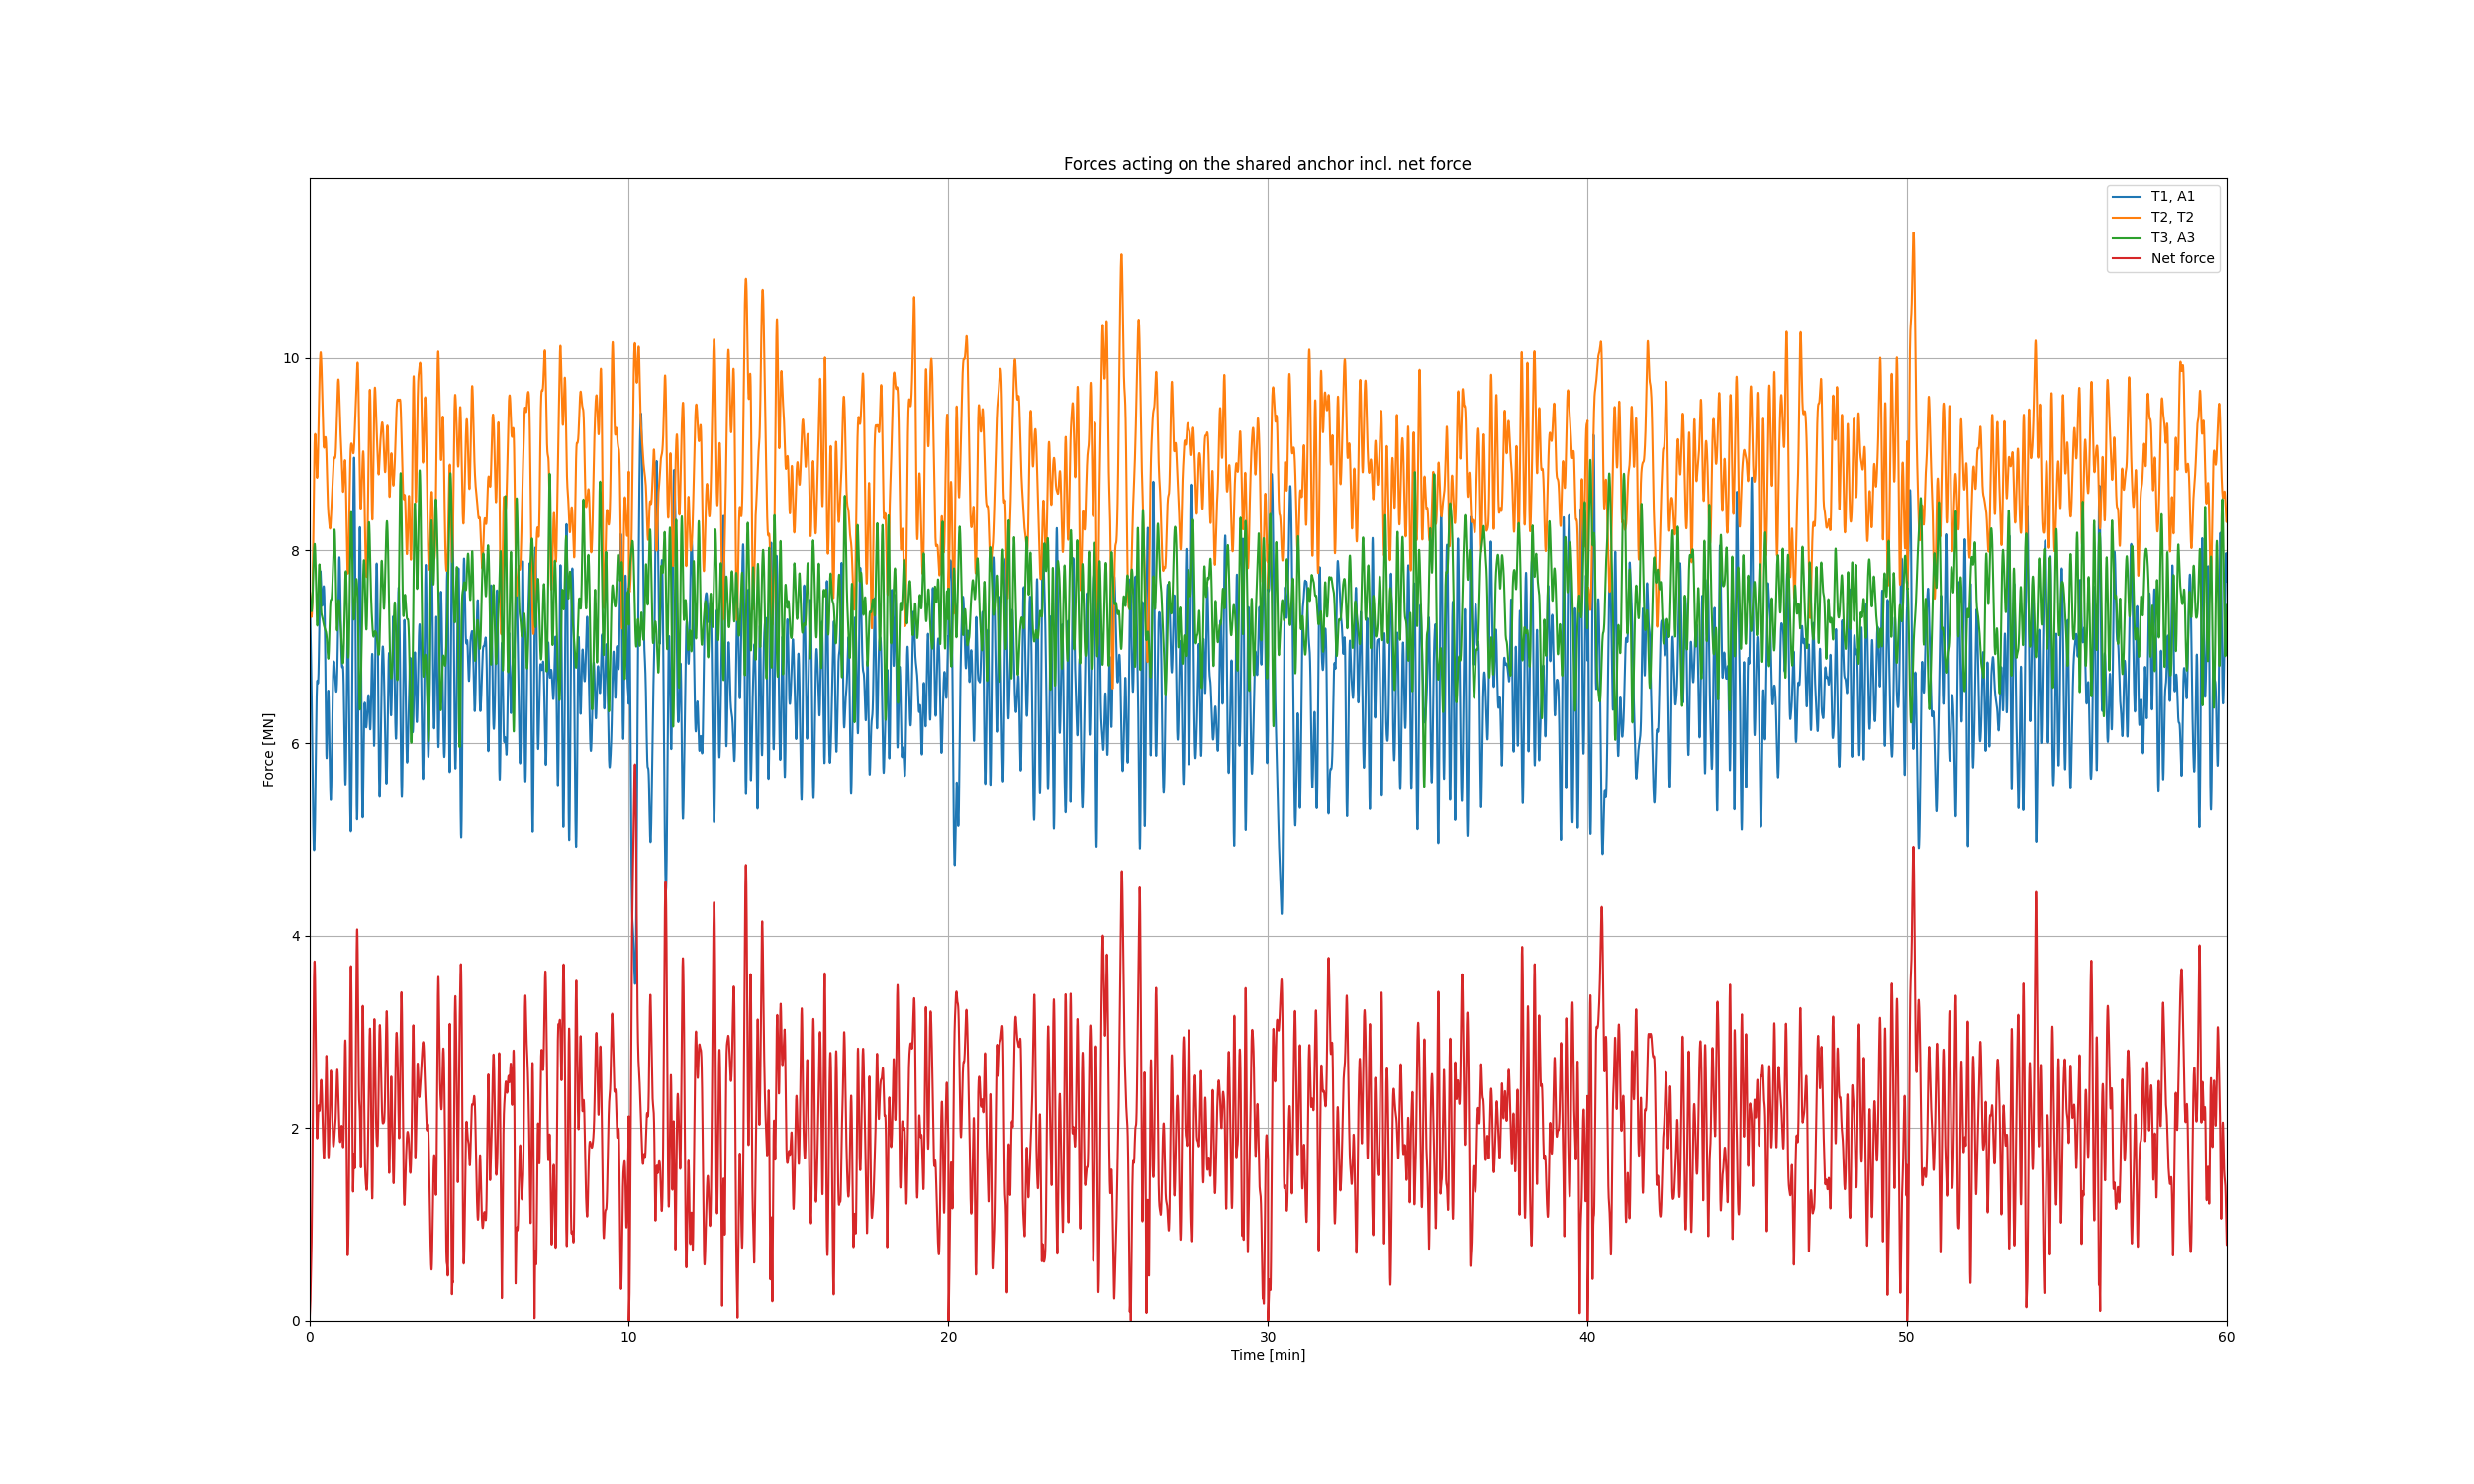 Forces acting on the shared anchor incl. net force
T1, A1
T2, T2
T3, A3
Net force
Force [MN]
10
8
6
4
2
0
0 10 20 30 40 50 60
Time [min]